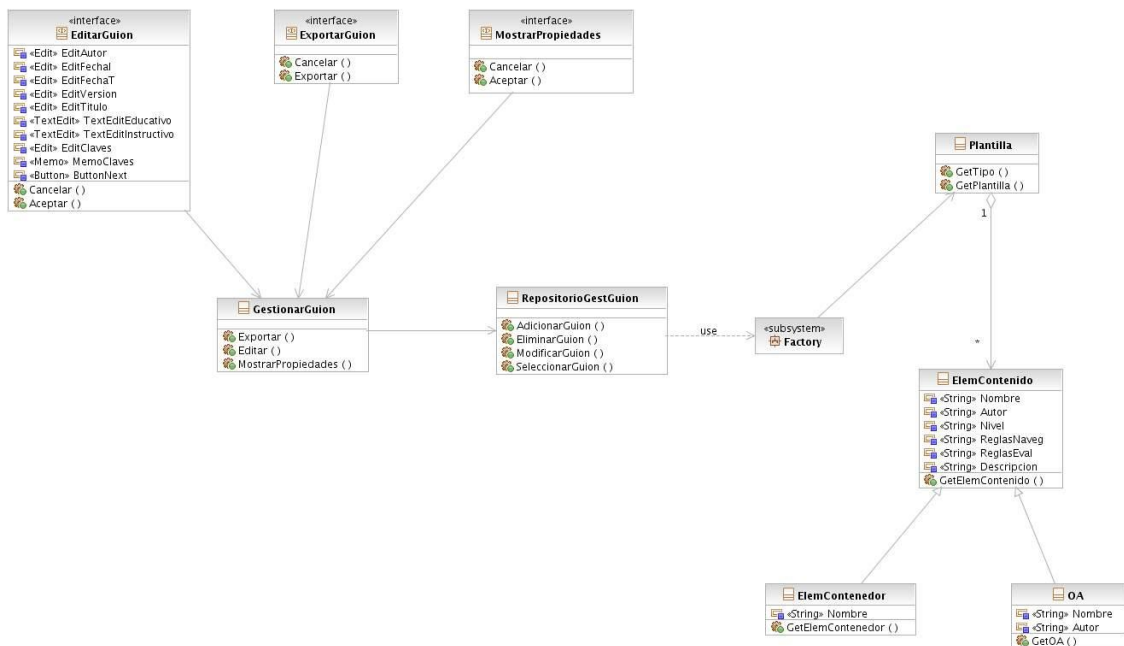 «interface»
EditarGuion
«Edit» EditAutor
«Edit» EditFechaI
«Edit» EditFechaT
«Edit» EditVersion
«Edit» EditTitulo
«TextEdit» TextEditEducativo
«TextEdit» TextEditInstructivo
«Edit» EditClaves
«Memo» MemoClaves
«Button» ButtonNext
Cancelar ( )
Aceptar ( )
«interface»
ExportarGuion
Cancelar ( )
Exportar ( )
«interface»
MostrarPropiedades
Cancelar ( )
Aceptar ( )
Plantilla
GetTipo ( )
GetPlantilla ( )
1
*
GestionarGuion
Exportar ( )
Editar ( )
MostrarPropiedades ( )
RepositorioGestGuion
AdicionarGuion ( )
EliminarGuion ( )
ModificarGuion ( )
SeleccionarGuion ( )
use
«subsystem»
Factory
ElemContenido
«String» Nombre
«String» Autor
«String» Nivel
«String» ReglasNaveg
«String» ReglasEval
«String» Descripcion
GetElemContenido ( )
ElemContenedor
«String» Nombre
GetElemContenedor ( )
OA
«String» Nombre
«String» Autor
GetOA ( )